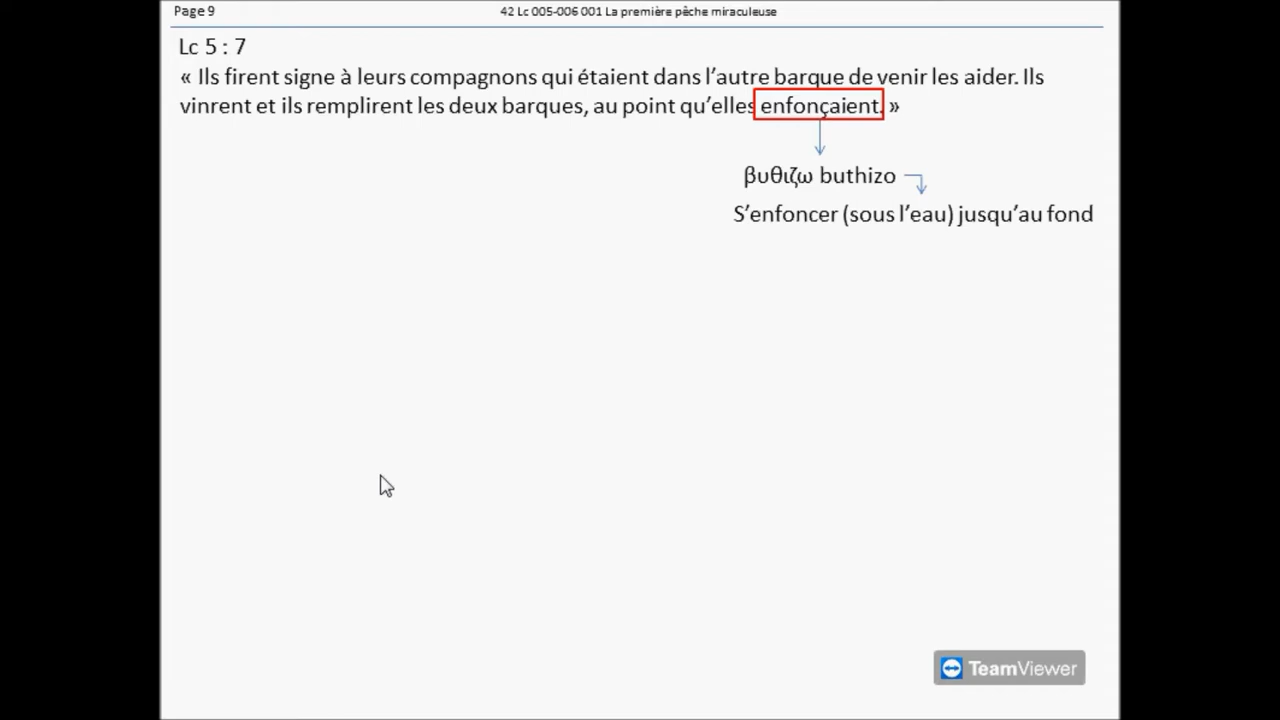 Page 9
42 Lc 005-006 001 La première pêche miraculeuse
Lc 5 : 7
« Ils firent signe à leurs compagnons qui étaient dans l’autre barque de venir les aider. Ils
vinrent et ils remplirent les deux barques, au point qu’elles enfonçaient. »
βυθιζω buthizo
S’enfoncer (sous l’eau) jusqu’au fond
TeamViewer